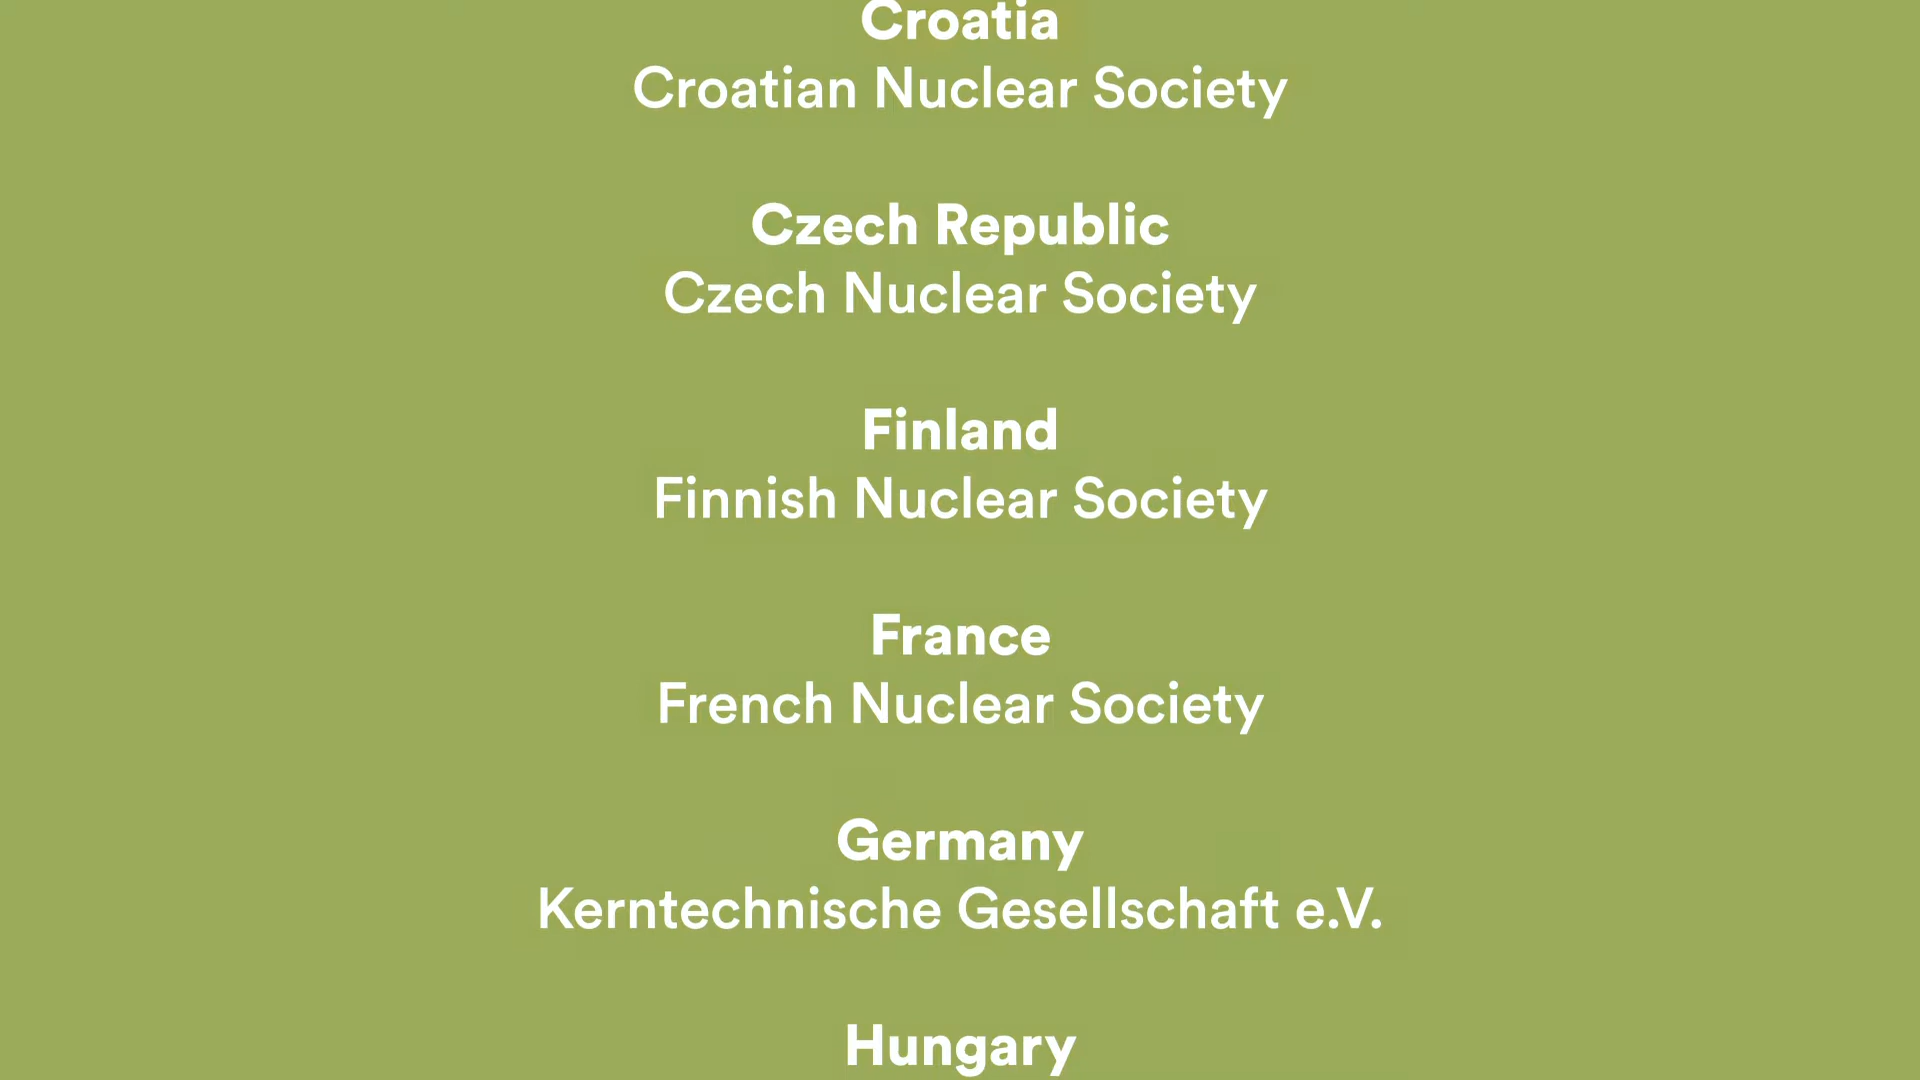 Croatia
Croatian Nuclear Society
Czech Republic
Czech Nuclear Society
Finland
Finnish Nuclear Society
France
French Nuclear Society
Germany
Kerntechnische Gesellschaft e.V.
Hungary